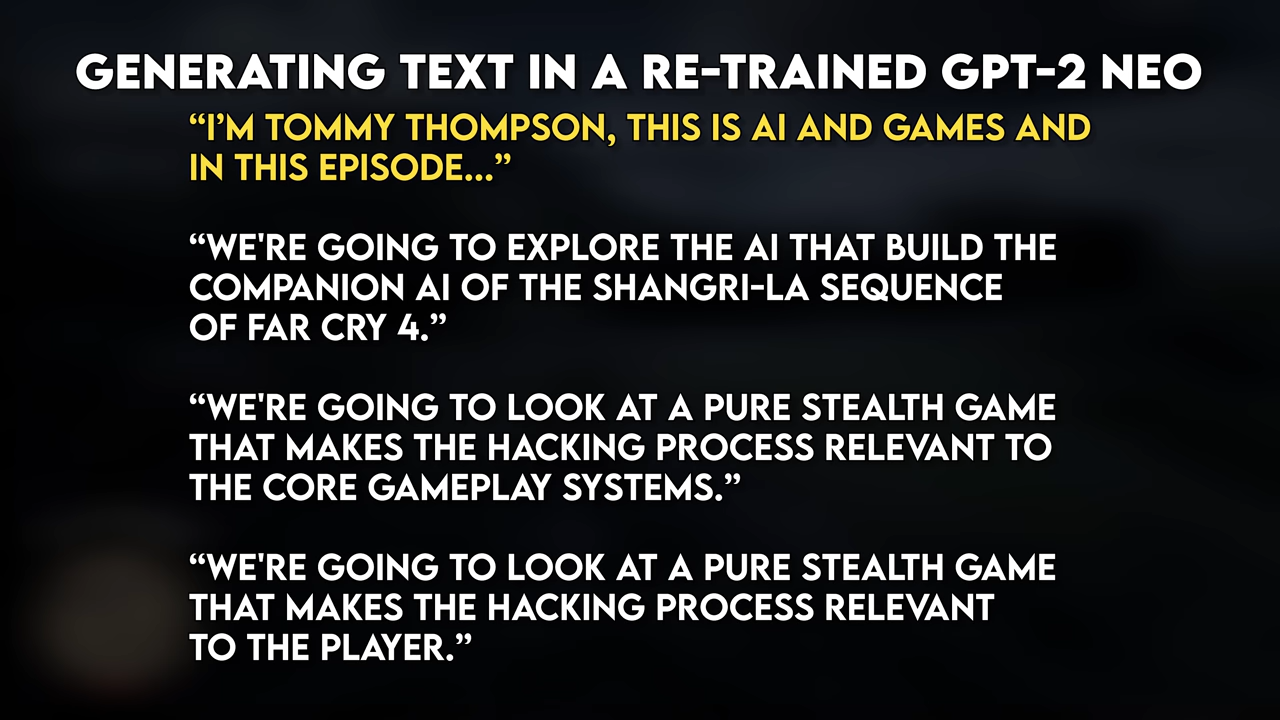 GENERATING TEXT IN A RE-TRAINED GPT-2 NEO
“I’M TOMMY THOMPSON, THIS IS AI AND GAMES AND
IN THIS EPISODE...”
“WE'RE GOING TO EXPLORE THE AI THAT BUILD THE
COMPANION AI OF THE SHANGRI-LA SEQUENCE
OF FAR CRY 4.”
“WE'RE GOING TO LOOK AT A PURE STEALTH GAME
THAT MAKES THE HACKING PROCESS RELEVANT TO
THE CORE GAMEPLAY SYSTEMS.”
“WE'RE GOING TO LOOK AT A PURE STEALTH GAME
THAT MAKES THE HACKING PROCESS RELEVANT
TO THE PLAYER.”